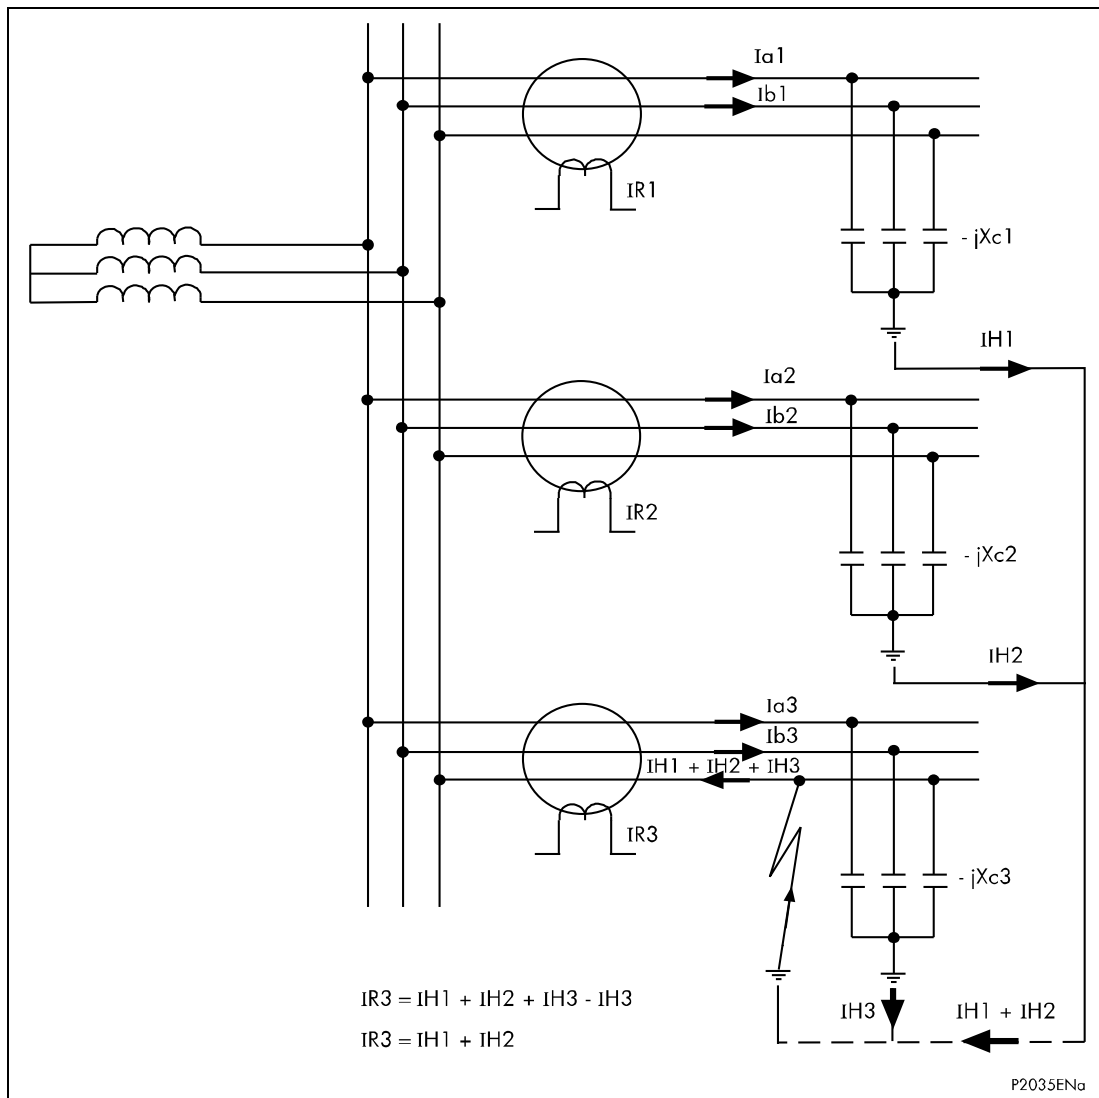 Ia1
Ib1
IR1
- jXc1
IH1
Ia2
Ib2
IR2
- jXc2
IH2
Ia3
Ib3
IH1 + IH2 + IH3
IR3
- jXc3
IR3 = IH1 + IH2 + IH3 - IH3
IH3
IH1 + IH2
IR3 = IH1 + IH2
P2035ENa